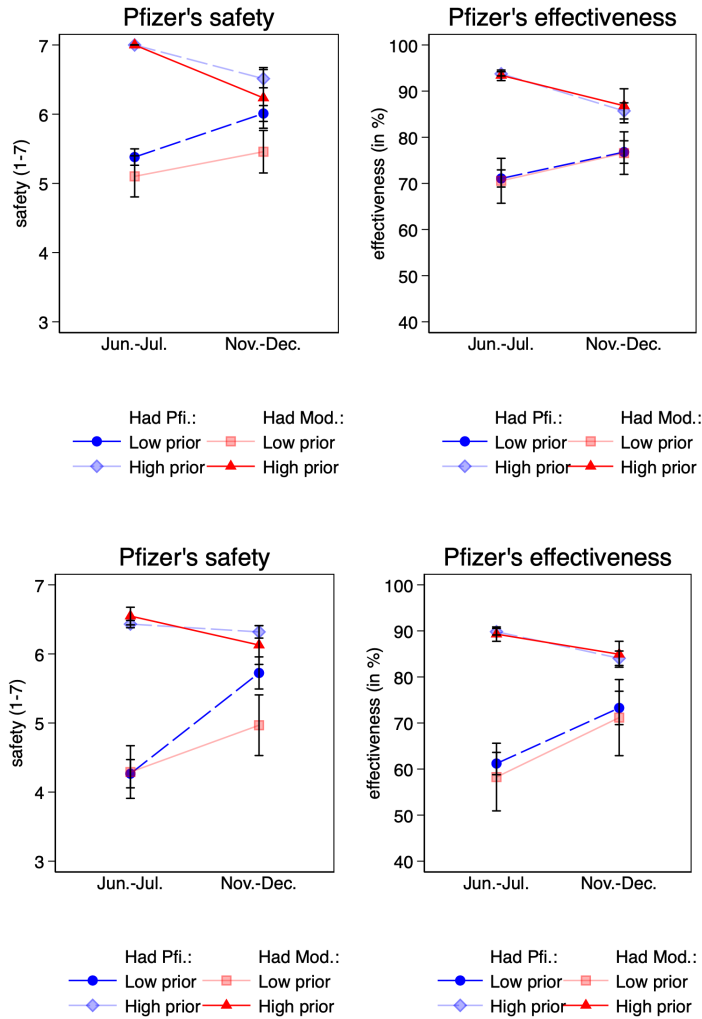 Pfizer's safety
Pfizer's effectiveness
safety (1-7)
7
6
5
4
3
Jun.-Jul.
Nov.-Dec.
effectiveness (in %)
100
90
80
70
60
50
40
Jun.-Jul.
Nov.-Dec.
Had Pfi.: Had Mod.:
Low prior Low prior
High prior High prior
Had Pfi.: Had Mod.:
Low prior Low prior
High prior High prior
Pfizer's safety
Pfizer's effectiveness
safety (1-7)
7
6
5
4
3
Jun.-Jul.
Nov.-Dec.
effectiveness (in %)
100
90
80
70
60
50
40
Jun.-Jul.
Nov.-Dec.
Had Pfi.: Had Mod.:
Low prior Low prior
High prior High prior
Had Pfi.: Had Mod.:
Low prior Low prior
High prior High prior